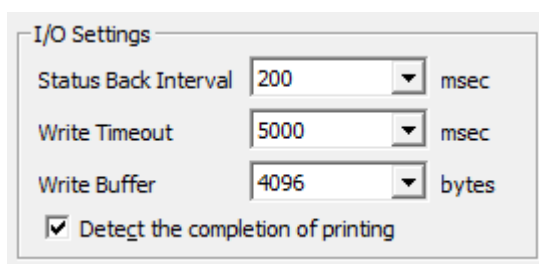 I/O Settings
Status Back Interval 200 msec
Write Timeout 5000 msec
Write Buffer 4096 bytes
Detect the completion of printing